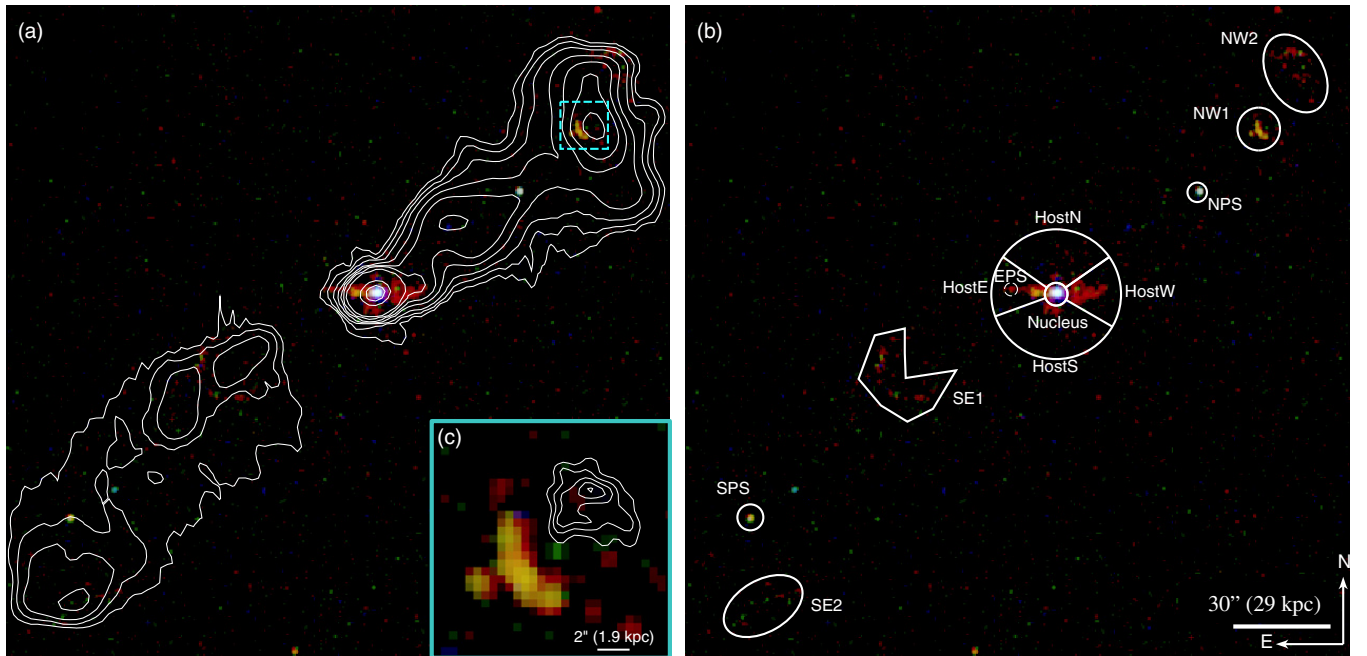 (a)
(c)
2" (1.9 kpc)
(b)
NW2
NW1
NPS
HostN
EPS
HostE
HostW
Nucleus
HostS
SE1
SPS
SE2
N
30” (29 kpc)
E